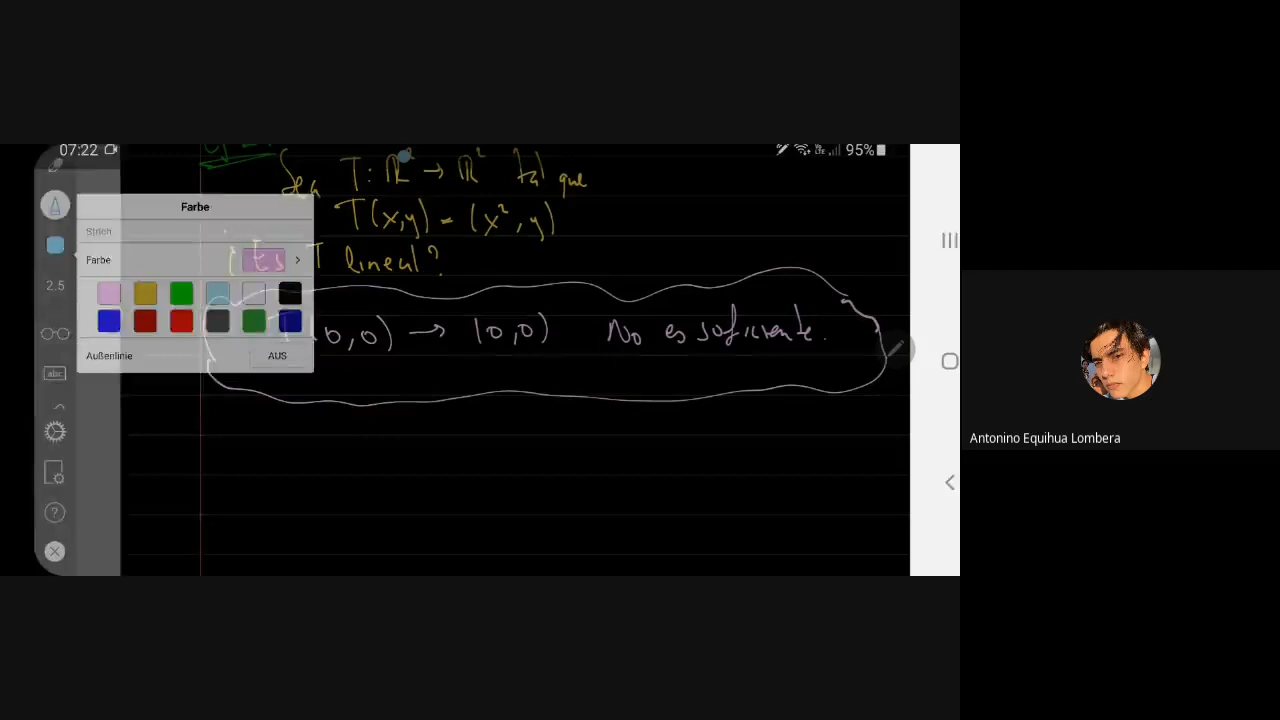 07:22
95%
Sea T: ℝ² → ℝ² tal que
T(x,y) = (x², y)
¿Es T lineal?
Farbe
Strich
Farbe
2.5
(0,0) → (0,0) No es suficiente.
Außenlinie
AUS
abc
Antonino Equihua Lombera